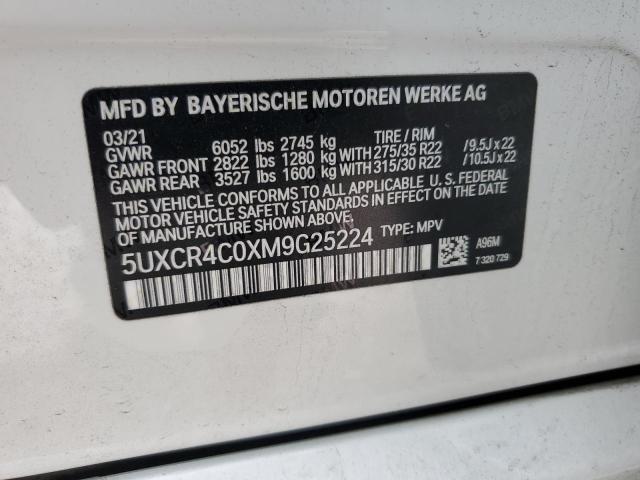 MFD BY BAYERISCHE MOTOREN WERKE AG
03/21 TIRE / RIM
GVWR 6052 lbs 2745 kg
GAWR FRONT 2822 lbs 1280 kg WITH 275/35 R22 /9.5J x 22
GAWR REAR 3527 lbs 1600 kg WITH 315/30 R22 /10.5J x 22
THIS VEHICLE CONFORMS TO ALL APPLICABLE U.S. FEDERAL
MOTOR VEHICLE SAFETY STANDARDS IN EFFECT ON THE DATE
OF MANUFACTURE SHOWN ABOVE.
5UXCR4C0XM9G25224 TYPE: MPV
A96M
7 320 729